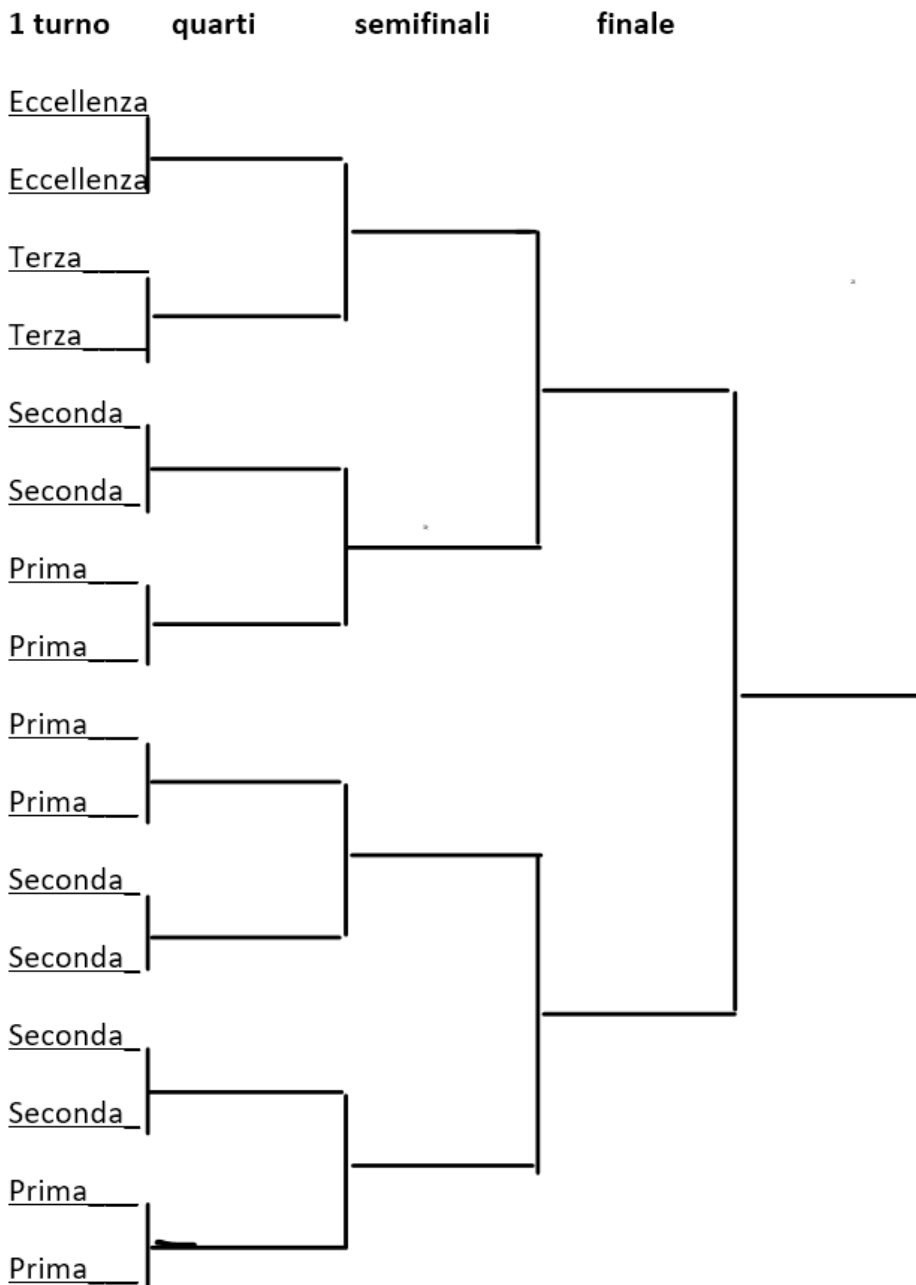 1 turno quarti semifinali finale
Eccellenza
Eccellenza
Terza____
Terza____
Seconda_
Seconda_
Prima___
Prima___
Prima___
Prima___
Seconda_
Seconda_
Seconda_
Seconda_
Prima___
Prima___